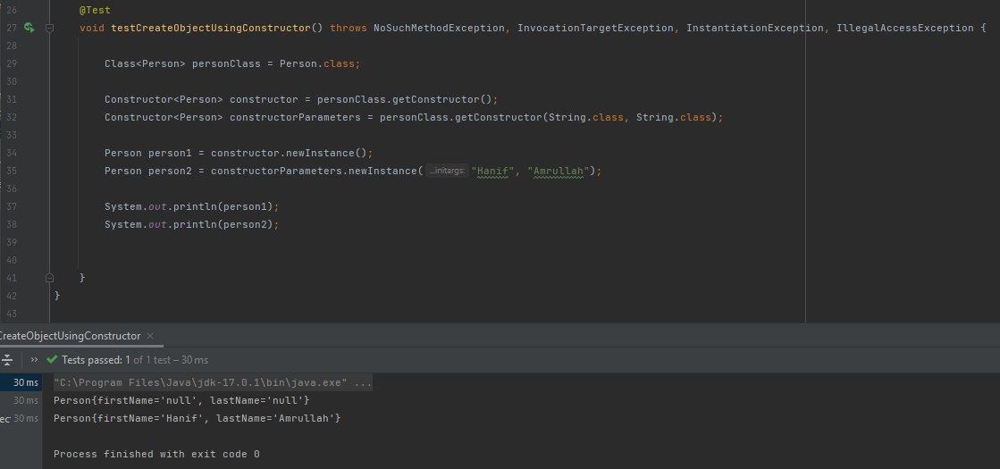 26 @Test
27 void testCreateObjectUsingConstructor() throws NoSuchMethodException, InvocationTargetException, InstantiationException, IllegalAccessException {
28
29 Class<Person> personClass = Person.class;
30
31 Constructor<Person> constructor = personClass.getConstructor();
32 Constructor<Person> constructorParameters = personClass.getConstructor(String.class, String.class);
33
34 Person person1 = constructor.newInstance();
35 Person person2 = constructorParameters.newInstance( ...initargs: "Hanif", "Amrullah");
36
37 System.out.println(person1);
38 System.out.println(person2);
39
40
41 }
42 }
43
CreateObjectUsingConstructor ×
» Tests passed: 1 of 1 test – 30 ms
30 ms "C:\Program Files\Java\jdk-17.0.1\bin\java.exe" ...
30 ms Person{firstName='null', lastName='null'}
ect 30 ms Person{firstName='Hanif', lastName='Amrullah'}
Process finished with exit code 0